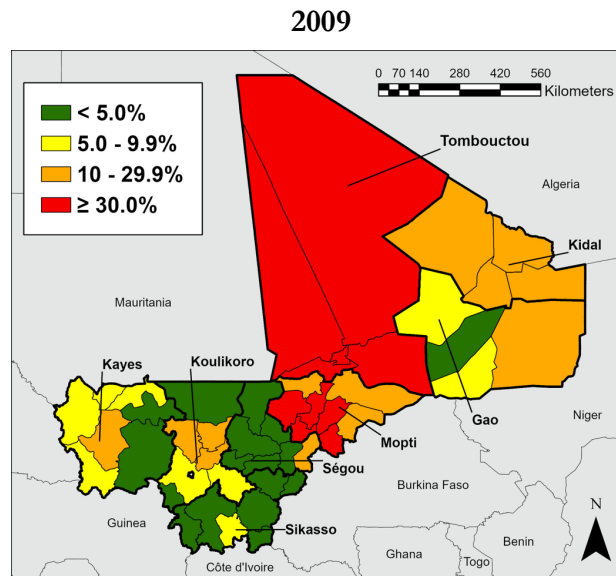 2009
< 5.0%
5.0 - 9.9%
10 - 29.9%
≥ 30.0%
0 70 140 280 420 560
Kilometers
Tombouctou
Algeria
Kidal
Mauritania
Kayes
Koulikoro
Gao
Niger
Mopti
Ségou
Burkina Faso
N
Guinea
Sikasso
Benin
Ghana
Togo
Côte d'Ivoire